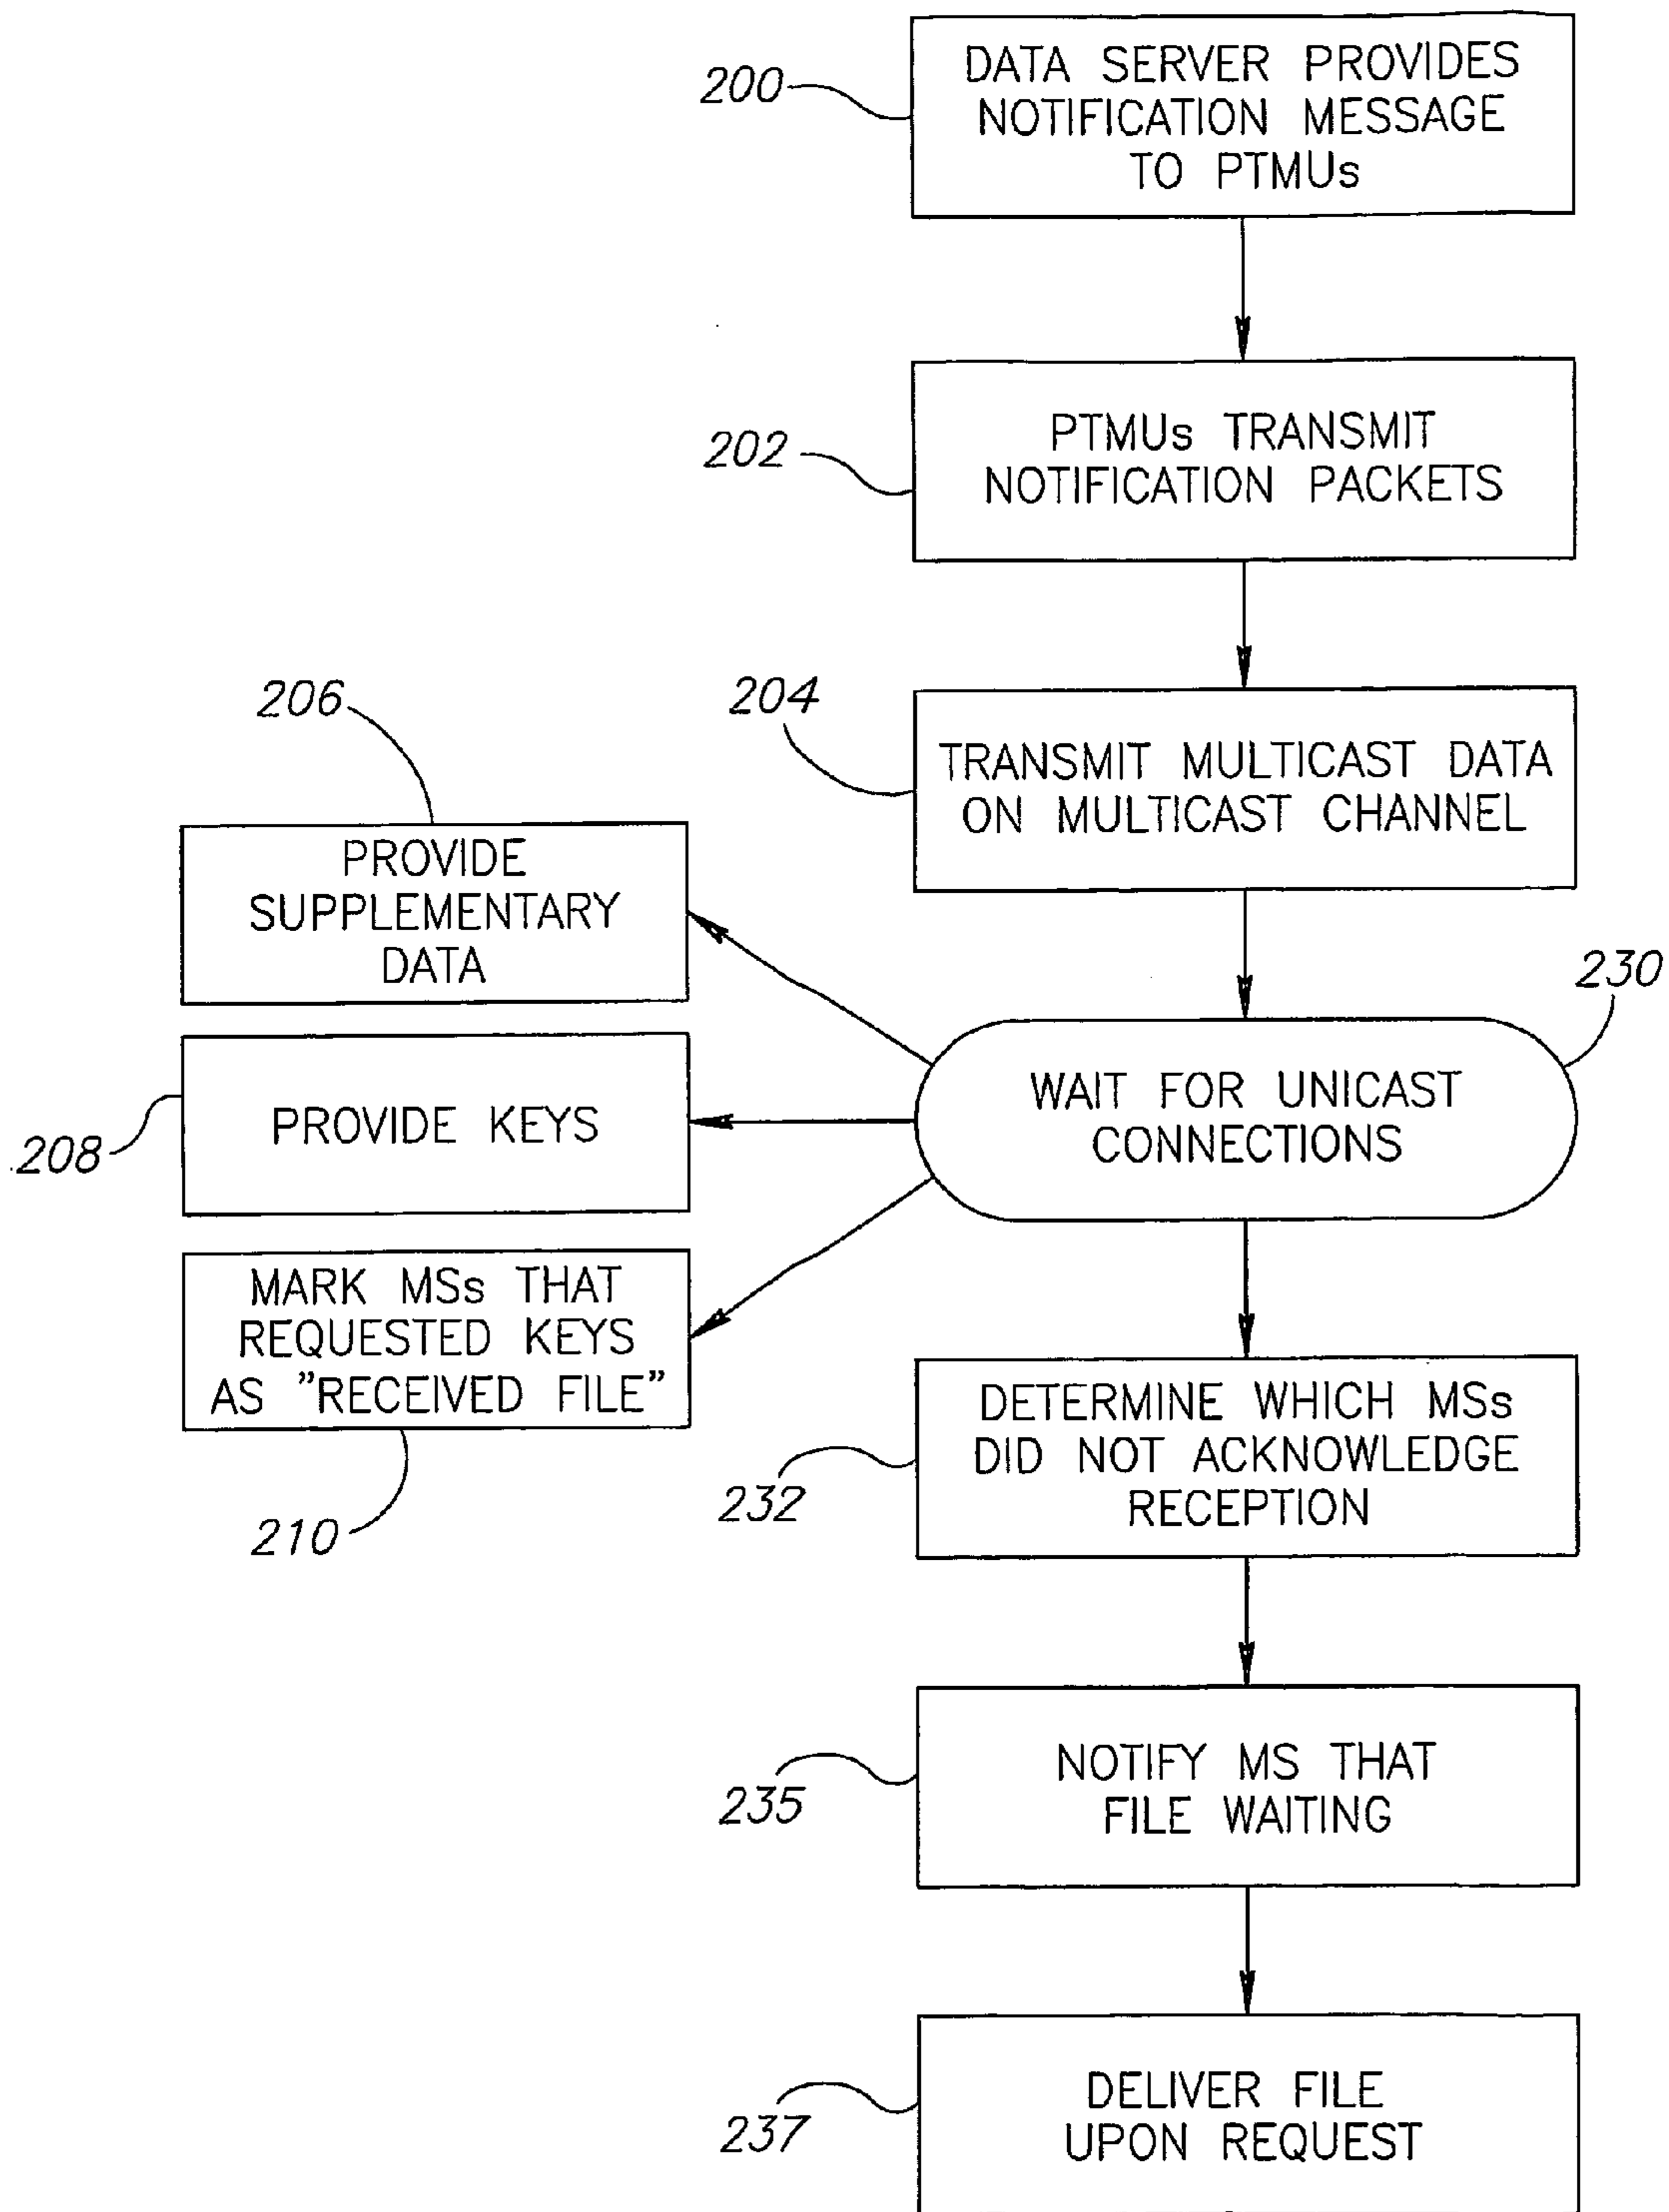 200
DATA SERVER PROVIDES
NOTIFICATION MESSAGE
TO PTMUs
202
PTMUs TRANSMIT
NOTIFICATION PACKETS
204
TRANSMIT MULTICAST DATA
ON MULTICAST CHANNEL
206
PROVIDE
SUPPLEMENTARY
DATA
230
WAIT FOR UNICAST
CONNECTIONS
208
PROVIDE KEYS
MARK MSs THAT
REQUESTED KEYS
AS "RECEIVED FILE"
210
232
DETERMINE WHICH MSs
DID NOT ACKNOWLEDGE
RECEPTION
235
NOTIFY MS THAT
FILE WAITING
237
DELIVER FILE
UPON REQUEST